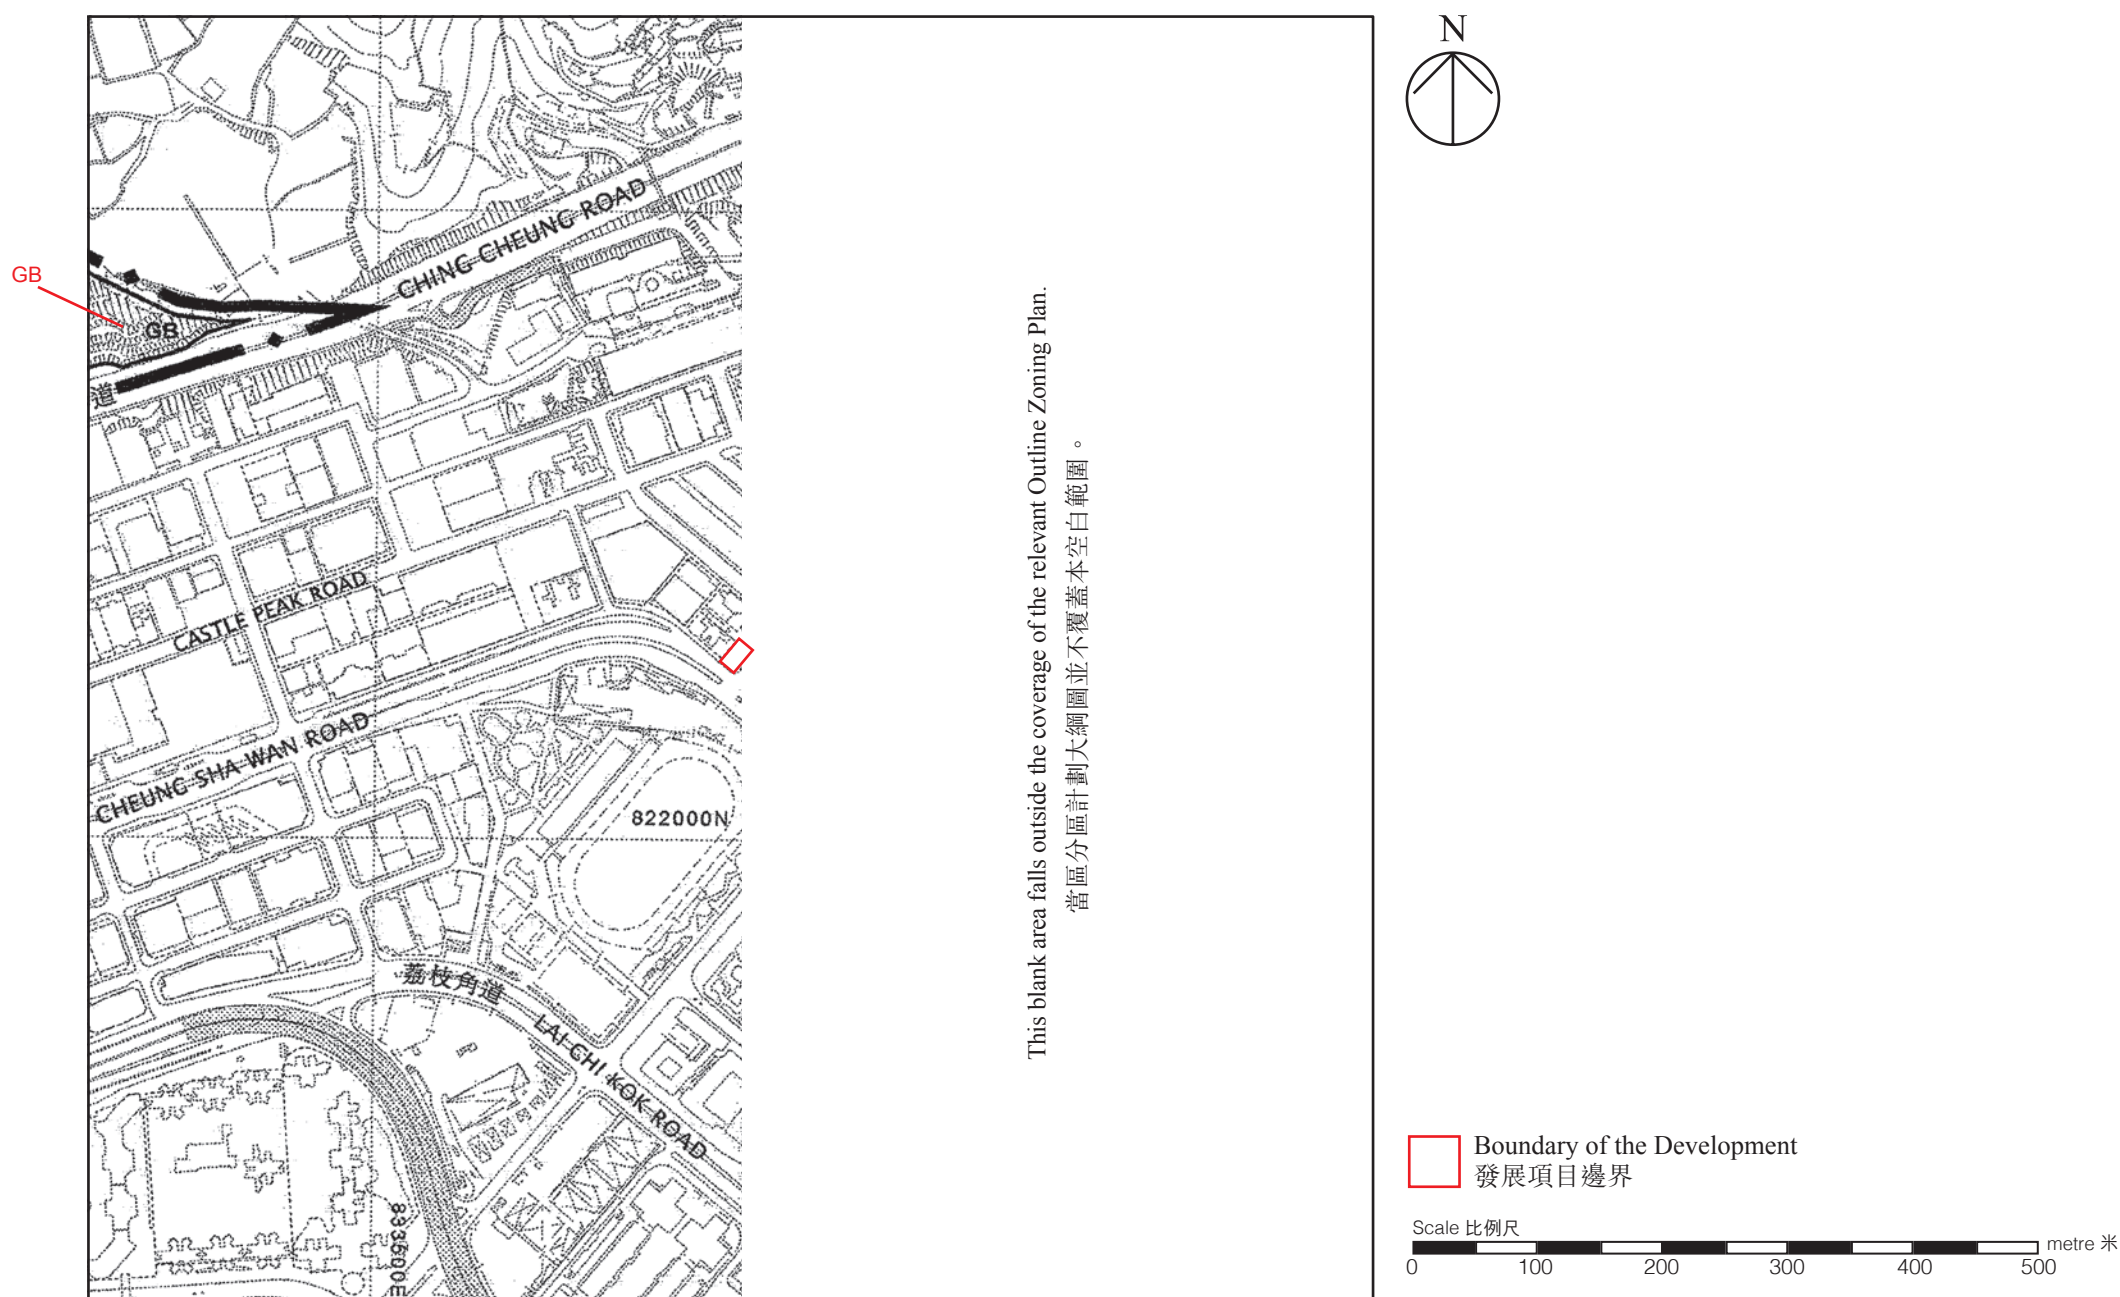 N
CHING CHEUNG ROAD
GB
GB
道
CASTLE PEAK ROAD
CHEUNG SHA WAN ROAD
822000N
荔枝角道
LAI CHI KOK ROAD
833500E
This blank area falls outside the coverage of the relevant Outline Zoning Plan.
當區分區計劃大綱圖並不覆蓋本空白範圍。
Boundary of the Development
發展項目邊界
Scale 比例尺
metre 米
0 100 200 300 400 500